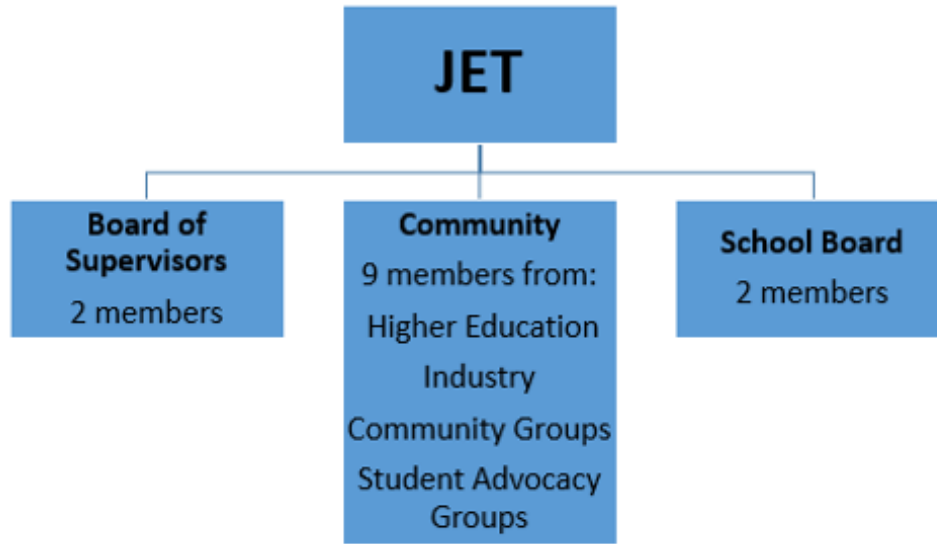 JET
Board of
Supervisors
2 members
Community
9 members from:
Higher Education
Industry
Community Groups
Student Advocacy
Groups
School Board
2 members